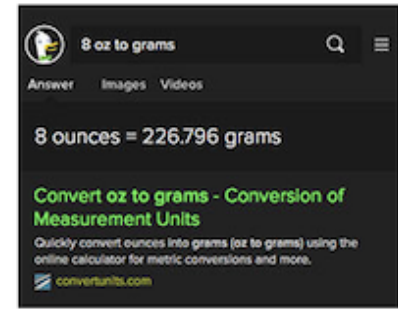 8 oz to grams
Answer Images Videos
8 ounces = 226.796 grams
Convert oz to grams - Conversion of
Measurement Units
Quickly convert ounces into grams (oz to grams) using the
online calculator for metric conversions and more.
convertunits.com